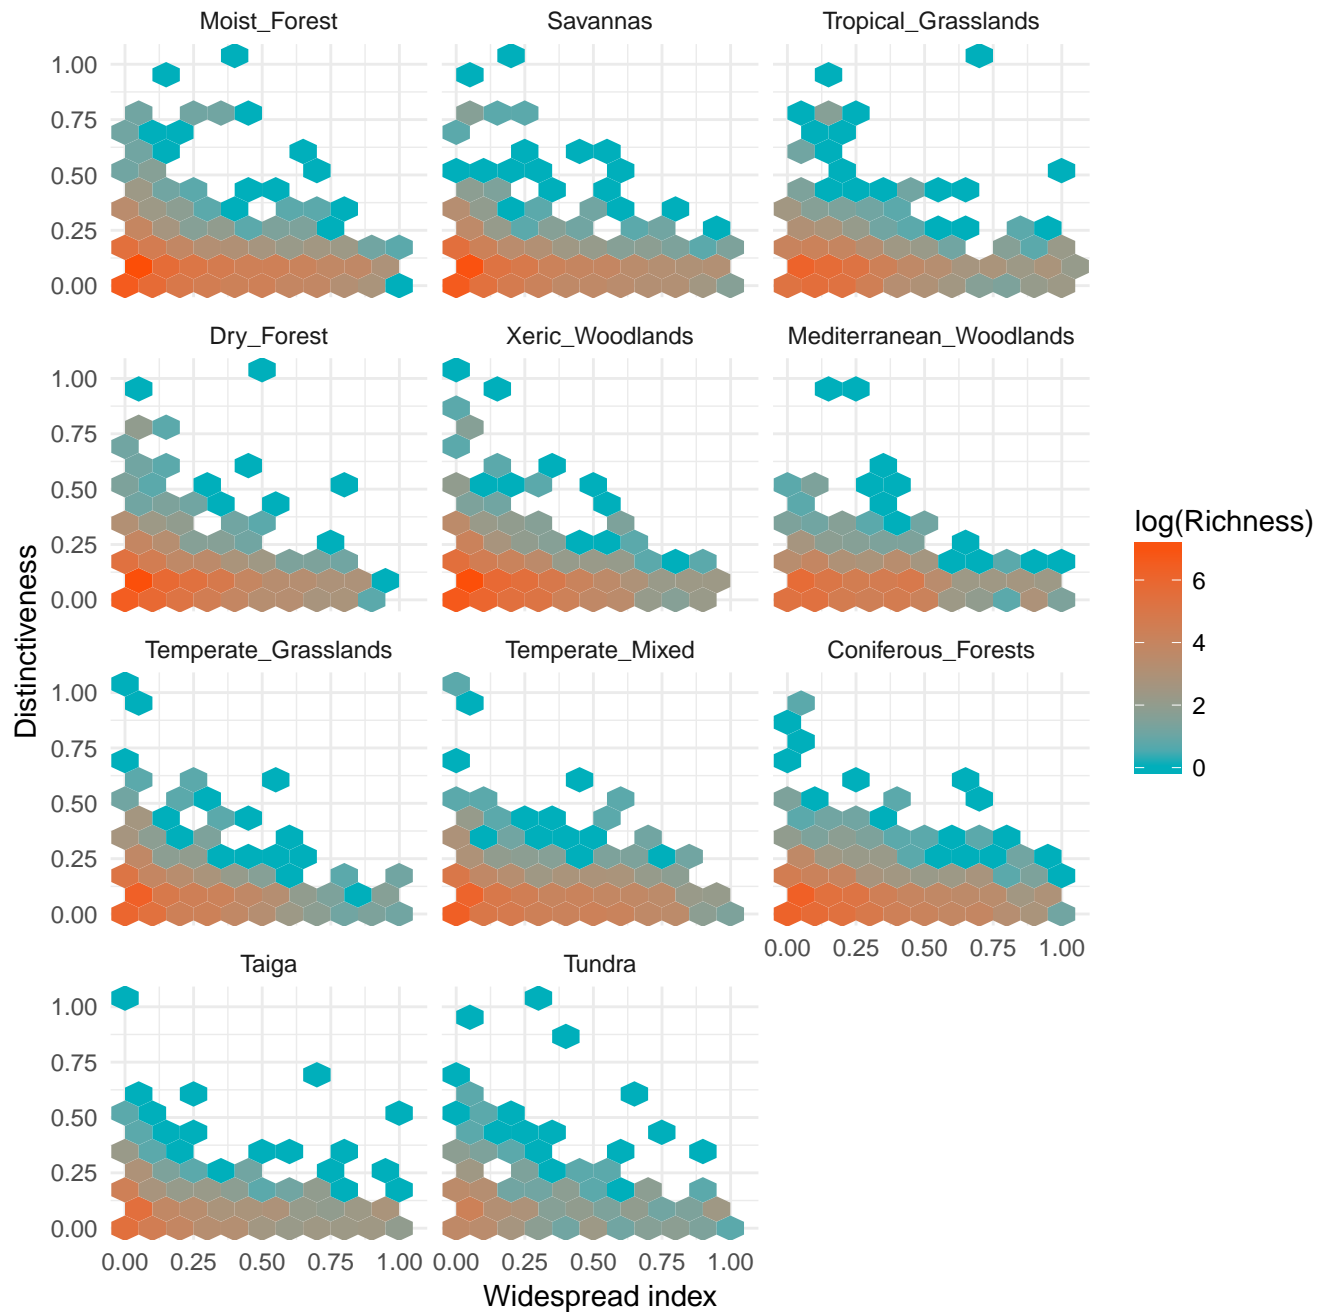 Moist_Forest Savannas Tropical_Grasslands
1.00
0.75
0.50
0.25
0.00
Dry_Forest Xeric_Woodlands Mediterranean_Woodlands
1.00
0.75
0.50
0.25
0.00
Temperate_Grasslands Temperate_Mixed Coniferous_Forests
1.00
0.75
0.50
0.25
0.00
0.00 0.25 0.50 0.75 1.00
Taiga Tundra
1.00
0.75
0.50
0.25
0.00
0.00 0.25 0.50 0.75 1.00 0.00 0.25 0.50 0.75 1.00
Widespread index
Distinctiveness
log(Richness)
6
4
2
0